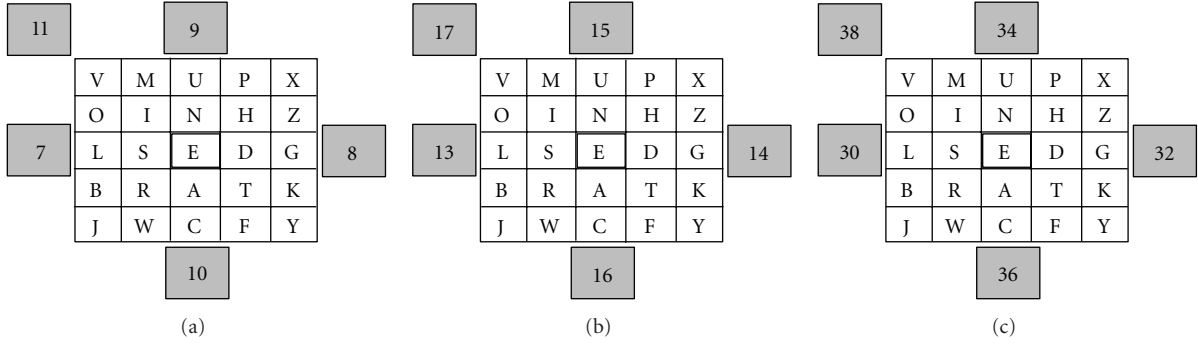 11 9 17 15 38 34
V M U P X V M U P X V M U P X
O I N H Z O I N H Z O I N H Z
7 L S E D G 8 13 L S E D G 14 30 L S E D G 32
B R A T K B R A T K B R A T K
J W C F Y J W C F Y J W C F Y
10 16 36
(a) (b) (c)